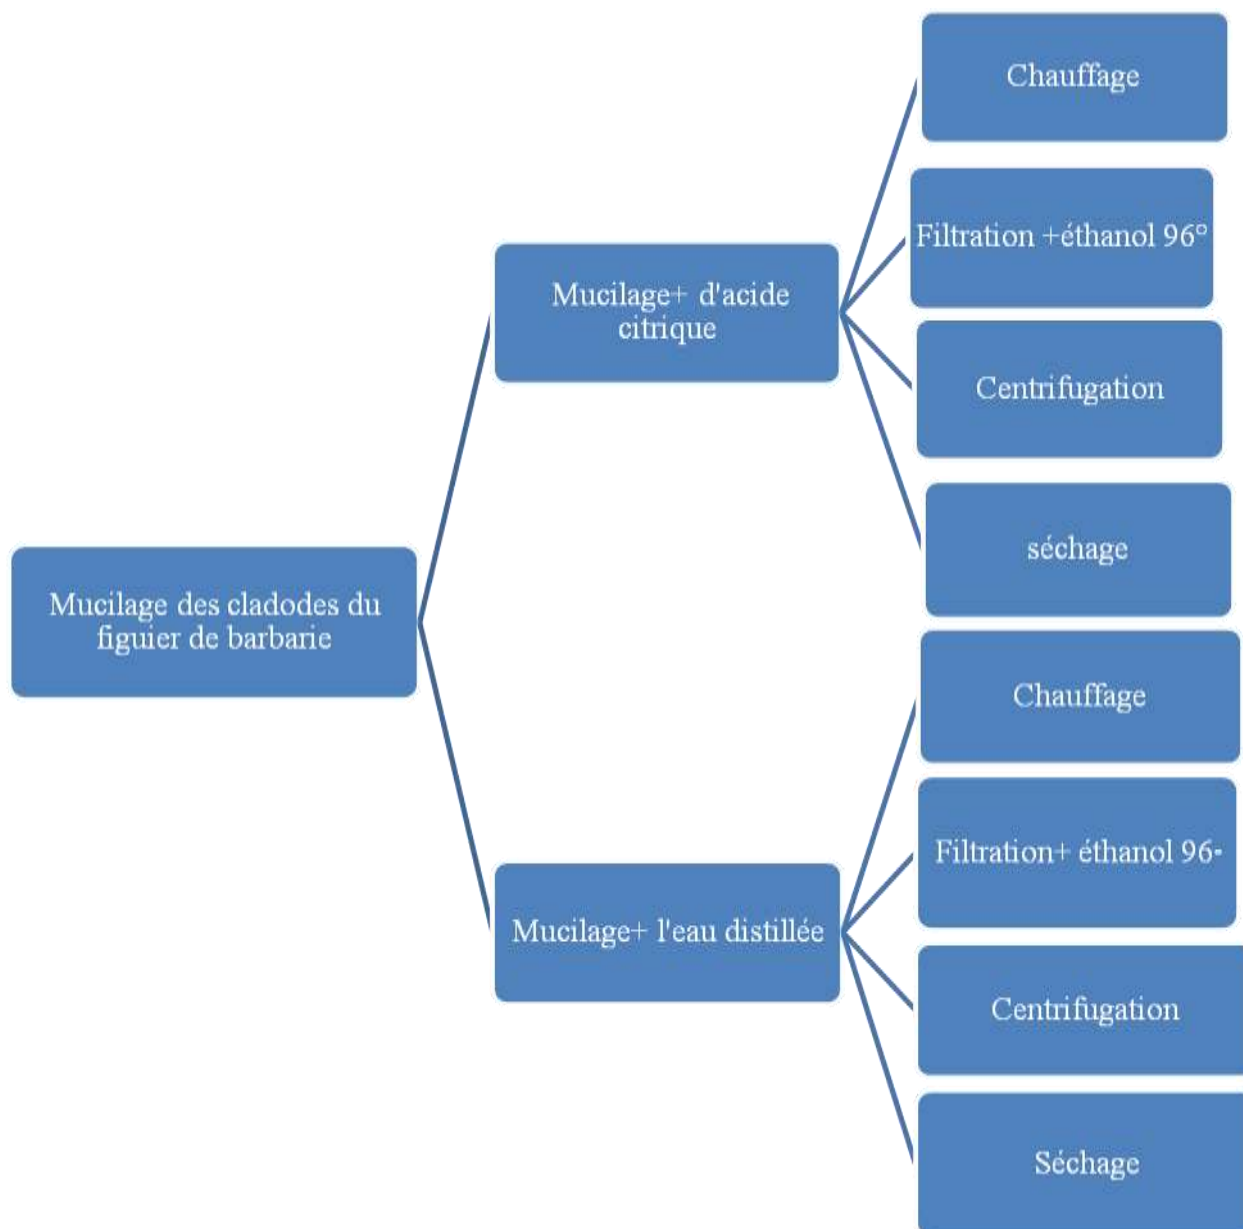 Mucilage des cladodes du
figuier de barbarie
Mucilage+ d'acide
citrique
Chauffage
Filtration +éthanol 96°
Centrifugation
séchage
Mucilage+ l'eau distillée
Chauffage
Filtration+ éthanol 96-
Centrifugation
Séchage